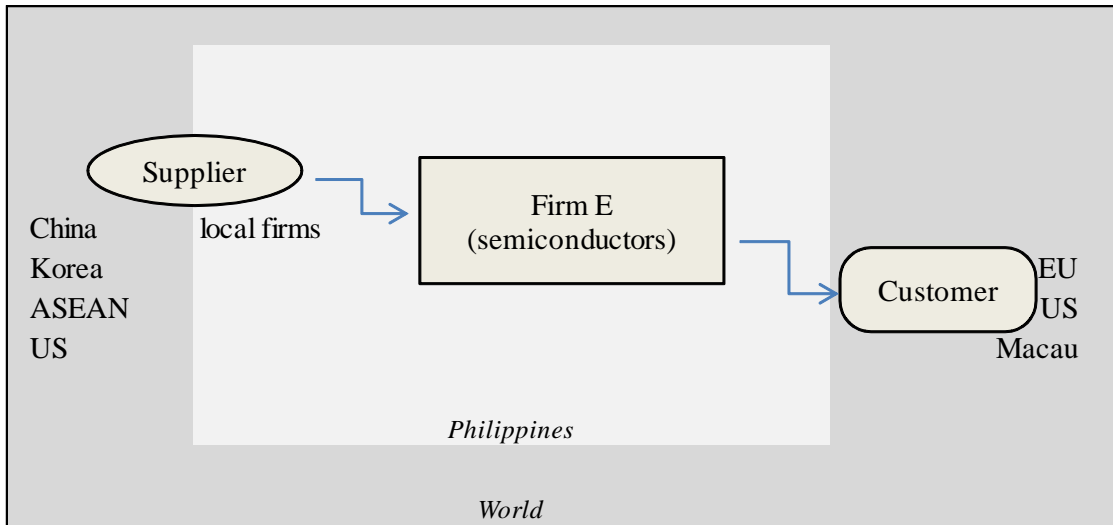 Supplier
China
Korea
ASEAN
US
local firms
Firm E
(semiconductors)
Customer
EU
US
Macau
Philippines
World